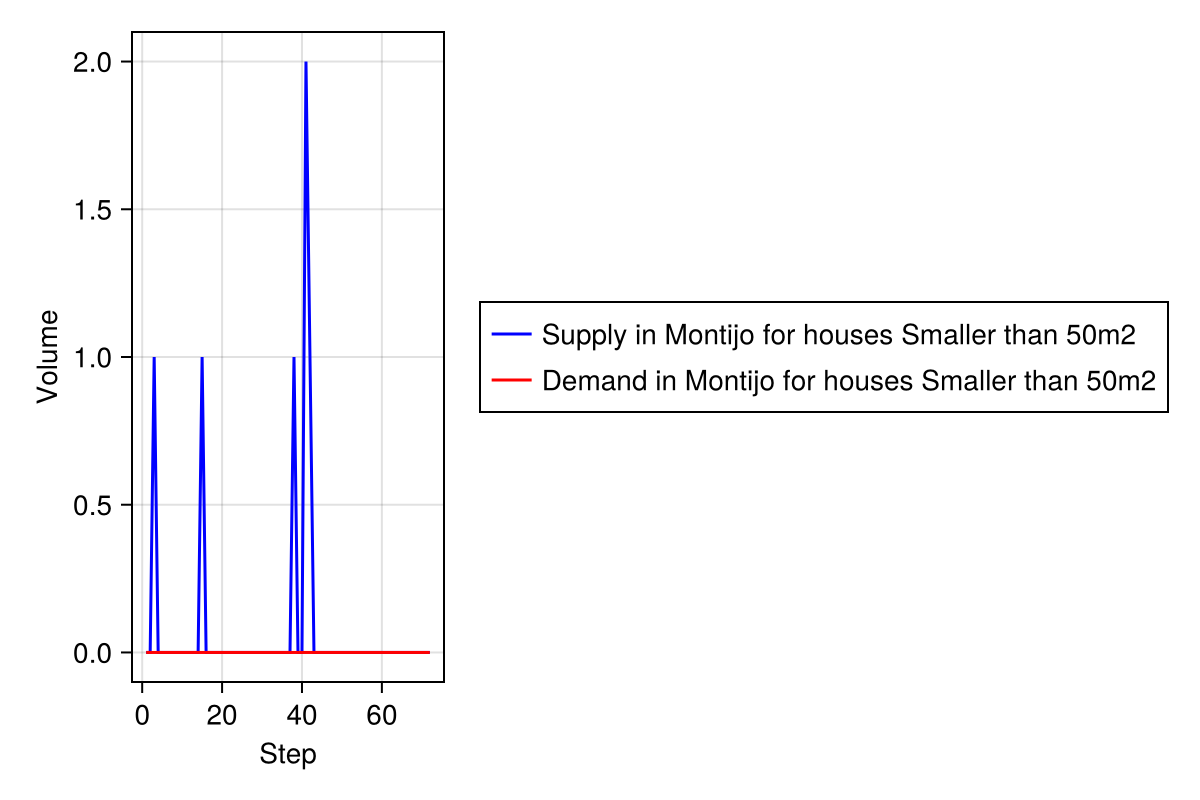 2.0
1.5
1.0
0.5
0.0
Volume
0 20 40 60
Step
Supply in Montijo for houses Smaller than 50m2
Demand in Montijo for houses Smaller than 50m2